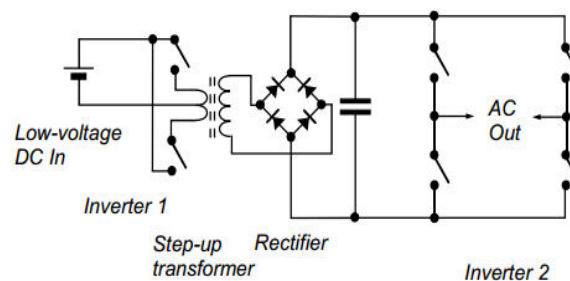 AC
Out
Low-voltage
DC In
Inverter 1
Step-up
transformer
Rectifier
Inverter 2